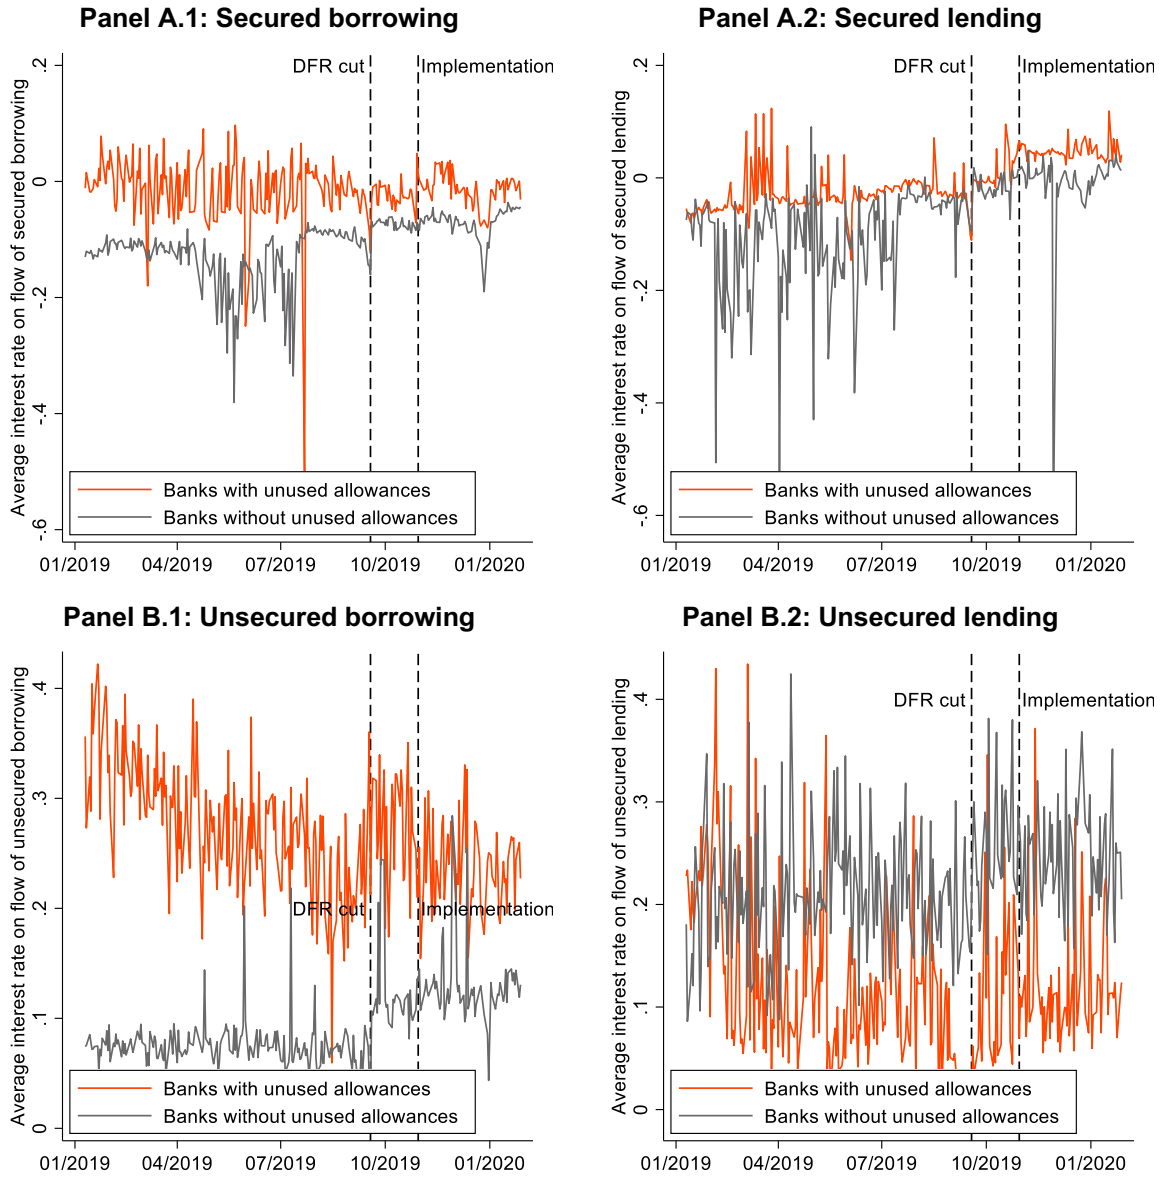 Panel A.1: Secured borrowing
Average interest rate on flow of secured borrowing
.2
0
-.2
-.4
-.6
DFR cut
Implementation
Banks with unused allowances
Banks without unused allowances
01/2019
04/2019
07/2019
10/2019
01/2020
Panel A.2: Secured lending
Average interest rate on flow of secured lending
.2
0
-.2
-.4
-.6
DFR cut
Implementation
Banks with unused allowances
Banks without unused allowances
01/2019
04/2019
07/2019
10/2019
01/2020
Panel B.1: Unsecured borrowing
Average interest rate on flow of unsecured borrowing
.4
.3
.2
.1
0
DFR cut
Implementation
Banks with unused allowances
Banks without unused allowances
01/2019
04/2019
07/2019
10/2019
01/2020
Panel B.2: Unsecured lending
Average interest rate on flow of unsecured lending
.4
.3
.2
.1
0
DFR cut
Implementation
Banks with unused allowances
Banks without unused allowances
01/2019
04/2019
07/2019
10/2019
01/2020